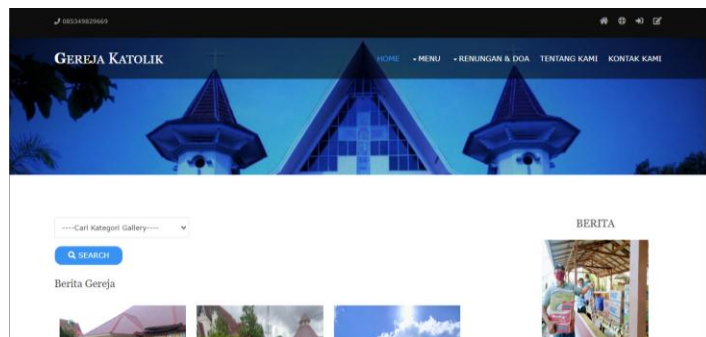 085349829669
GEREJA KATOLIK
HOME MENU RENUNGAN & DOA TENTANG KAMI KONTAK KAMI
----Cari Kategori Gallery----
SEARCH
Berita Gereja
BERITA